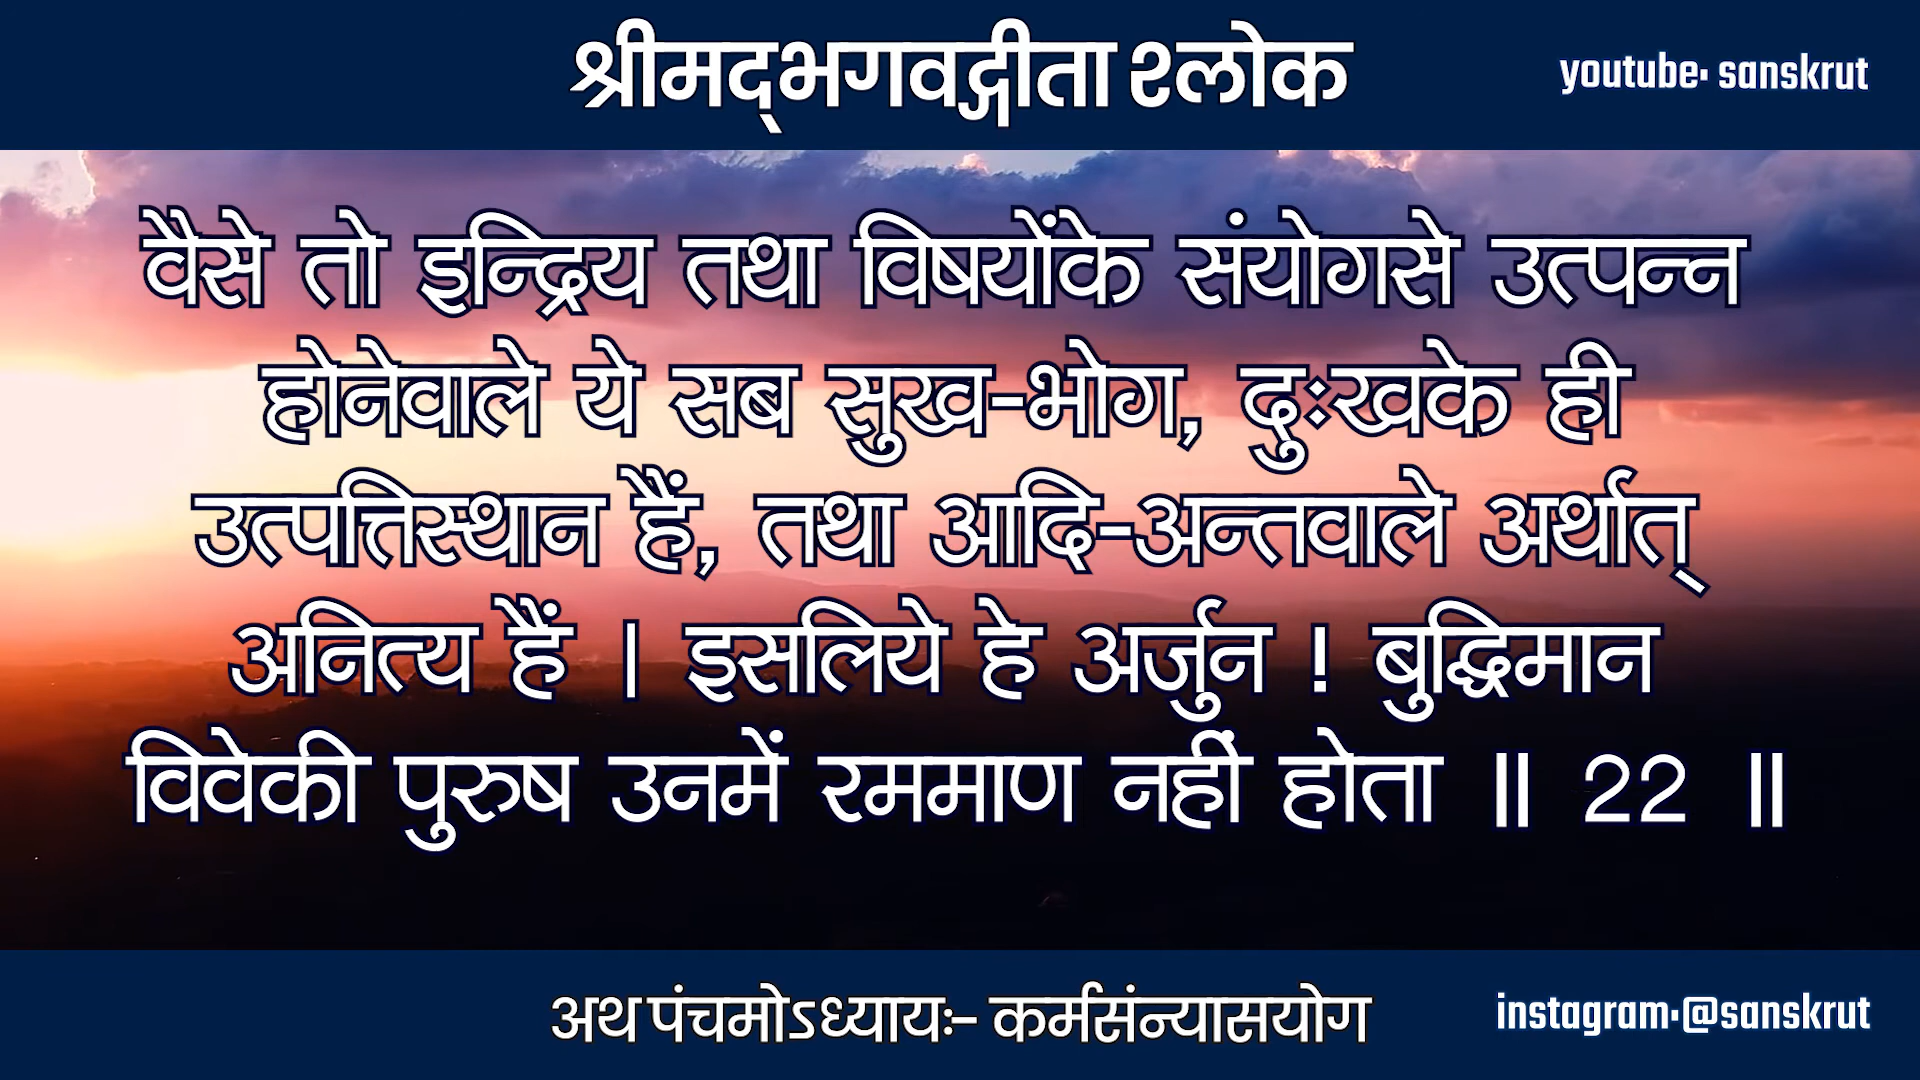 श्रीमद्भगवद्गीता श्लोक
youtube: sanskrut
वैसे तो इन्द्रिय तथा विषयोंके संयोगसे उत्पन्न
होनेवाले ये सब सुख-भोग, दुःखके ही
उत्पत्तिस्थान हैं, तथा आदि-अन्तवाले अर्थात्
अनित्य हैं । इसलिये हे अर्जुन ! बुद्धिमान
विवेकी पुरुष उनमें रममाण नहीं होता ॥ 22 ॥
अथ पंचमोऽध्यायः- कर्मसंन्यासयोग
instagram:@sanskrut